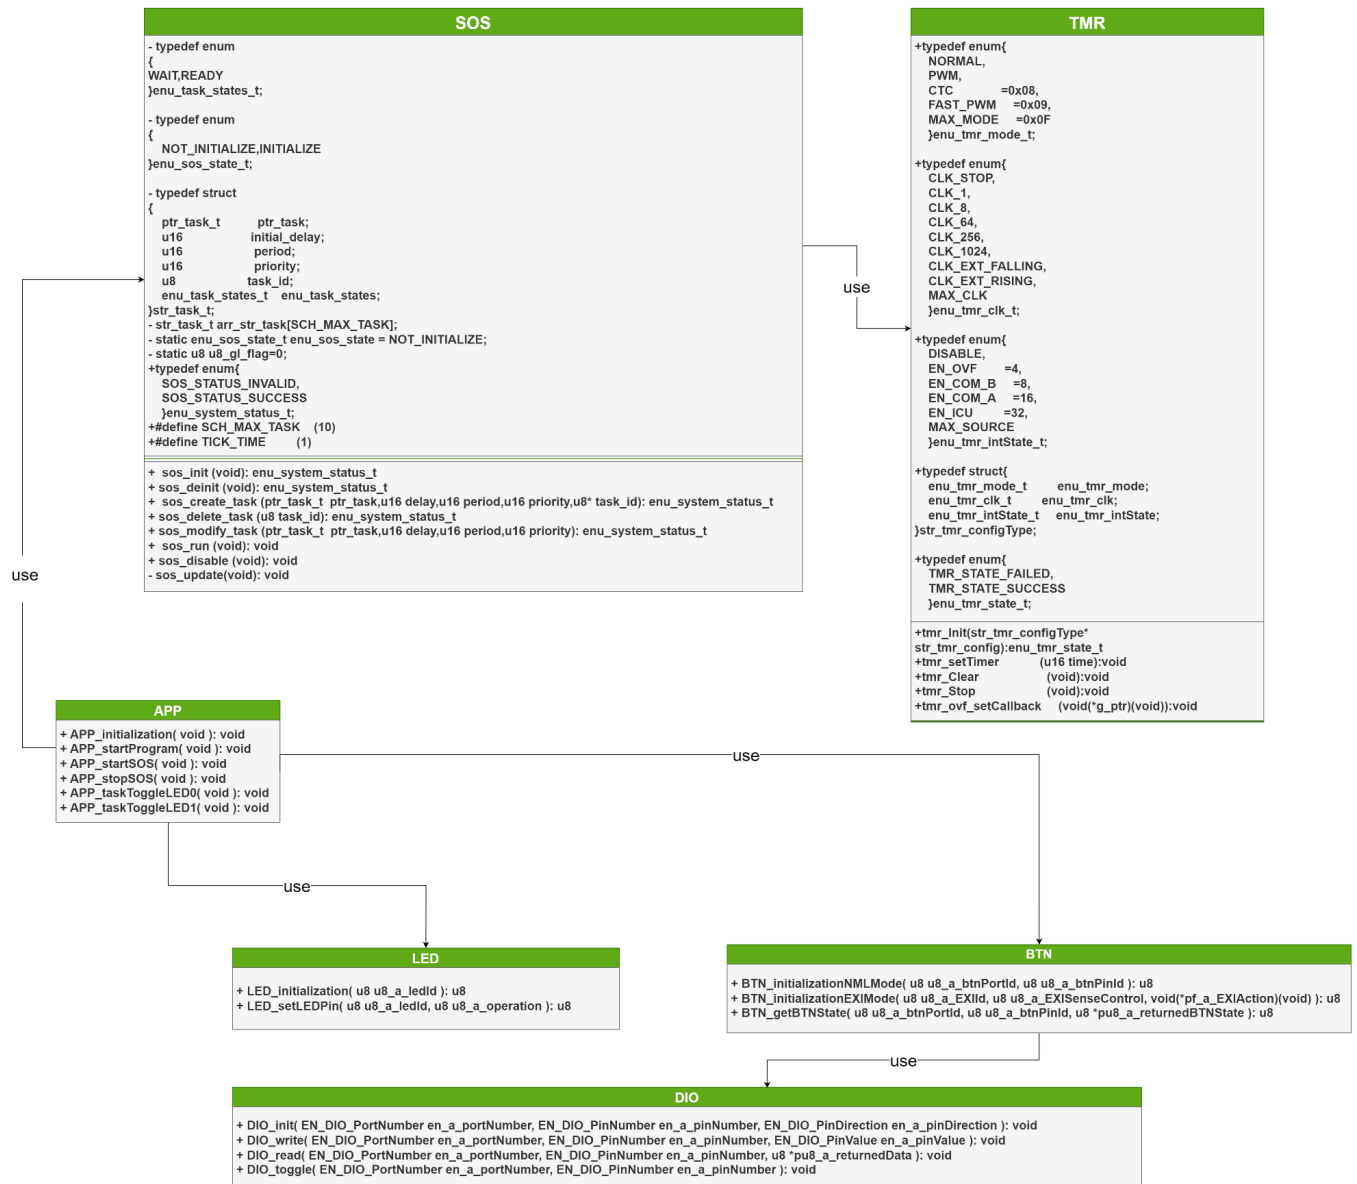 SOS
- typedef enum
{
WAIT,READY
}enu_task_states_t;
- typedef enum
{
NOT_INITIALIZE,INITIALIZE
}enu_sos_state_t;
- typedef struct
{
ptr_task_t ptr_task;
u16 initial_delay;
u16 period;
u16 priority;
u8 task_id;
enu_task_states_t enu_task_states;
}str_task_t;
- str_task_t arr_str_task[SCH_MAX_TASK];
- static enu_sos_state_t enu_sos_state = NOT_INITIALIZE;
- static u8 u8_gl_flag=0;
+typedef enum{
SOS_STATUS_INVALID,
SOS_STATUS_SUCCESS
}enu_system_status_t;
+#define SCH_MAX_TASK (10)
+#define TICK_TIME (1)
+ sos_init (void): enu_system_status_t
+ sos_deinit (void): enu_system_status_t
+ sos_create_task (ptr_task_t ptr_task,u16 delay,u16 period,u16 priority,u8* task_id): enu_system_status_t
+ sos_delete_task (u8 task_id): enu_system_status_t
+ sos_modify_task (ptr_task_t ptr_task,u16 delay,u16 period,u16 priority): enu_system_status_t
+ sos_run (void): void
+ sos_disable (void): void
- sos_update(void): void
use
TMR
+typedef enum{
NORMAL,
PWM,
CTC =0x08,
FAST_PWM =0x09,
MAX_MODE =0x0F
}enu_tmr_mode_t;
+typedef enum{
CLK_STOP,
CLK_1,
CLK_8,
CLK_64,
CLK_256,
CLK_1024,
CLK_EXT_FALLING,
CLK_EXT_RISING,
MAX_CLK
}enu_tmr_clk_t;
+typedef enum{
DISABLE,
EN_OVF =4,
EN_COM_B =8,
EN_COM_A =16,
EN_ICU =32,
MAX_SOURCE
}enu_tmr_intState_t;
+typedef struct{
enu_tmr_mode_t enu_tmr_mode;
enu_tmr_clk_t enu_tmr_clk;
enu_tmr_intState_t enu_tmr_intState;
}str_tmr_configType;
+typedef enum{
TMR_STATE_FAILED,
TMR_STATE_SUCCESS
}enu_tmr_state_t;
+tmr_Init(str_tmr_configType*
str_tmr_config):enu_tmr_state_t
+tmr_setTimer (u16 time):void
+tmr_Clear (void):void
+tmr_Stop (void):void
+tmr_ovf_setCallback (void(*g_ptr)(void)):void
use
APP
+ APP_initialization( void ): void
+ APP_startProgram( void ): void
+ APP_startSOS( void ): void
+ APP_stopSOS( void ): void
+ APP_taskToggleLED0( void ): void
+ APP_taskToggleLED1( void ): void
use
use
LED
+ LED_initialization( u8 u8_a_ledId ): u8
+ LED_setLEDPin( u8 u8_a_ledId, u8 u8_a_operation ): u8
BTN
+ BTN_initializationNMLMode( u8 u8_a_btnPortId, u8 u8_a_btnPinId ): u8
+ BTN_initializationEXIMode( u8 u8_a_EXIId, u8 u8_a_EXISenseControl, void(*pf_a_EXIAction)(void) ): u8
+ BTN_getBTNState( u8 u8_a_btnPortId, u8 u8_a_btnPinId, u8 *pu8_a_returnedBTNState ): u8
use
DIO
+ DIO_init( EN_DIO_PortNumber en_a_portNumber, EN_DIO_PinNumber en_a_pinNumber, EN_DIO_PinDirection en_a_pinDirection ): void
+ DIO_write( EN_DIO_PortNumber en_a_portNumber, EN_DIO_PinNumber en_a_pinNumber, EN_DIO_PinValue en_a_pinValue ): void
+ DIO_read( EN_DIO_PortNumber en_a_portNumber, EN_DIO_PinNumber en_a_pinNumber, u8 *pu8_a_returnedData ): void
+ DIO_toggle( EN_DIO_PortNumber en_a_portNumber, EN_DIO_PinNumber en_a_pinNumber ): void